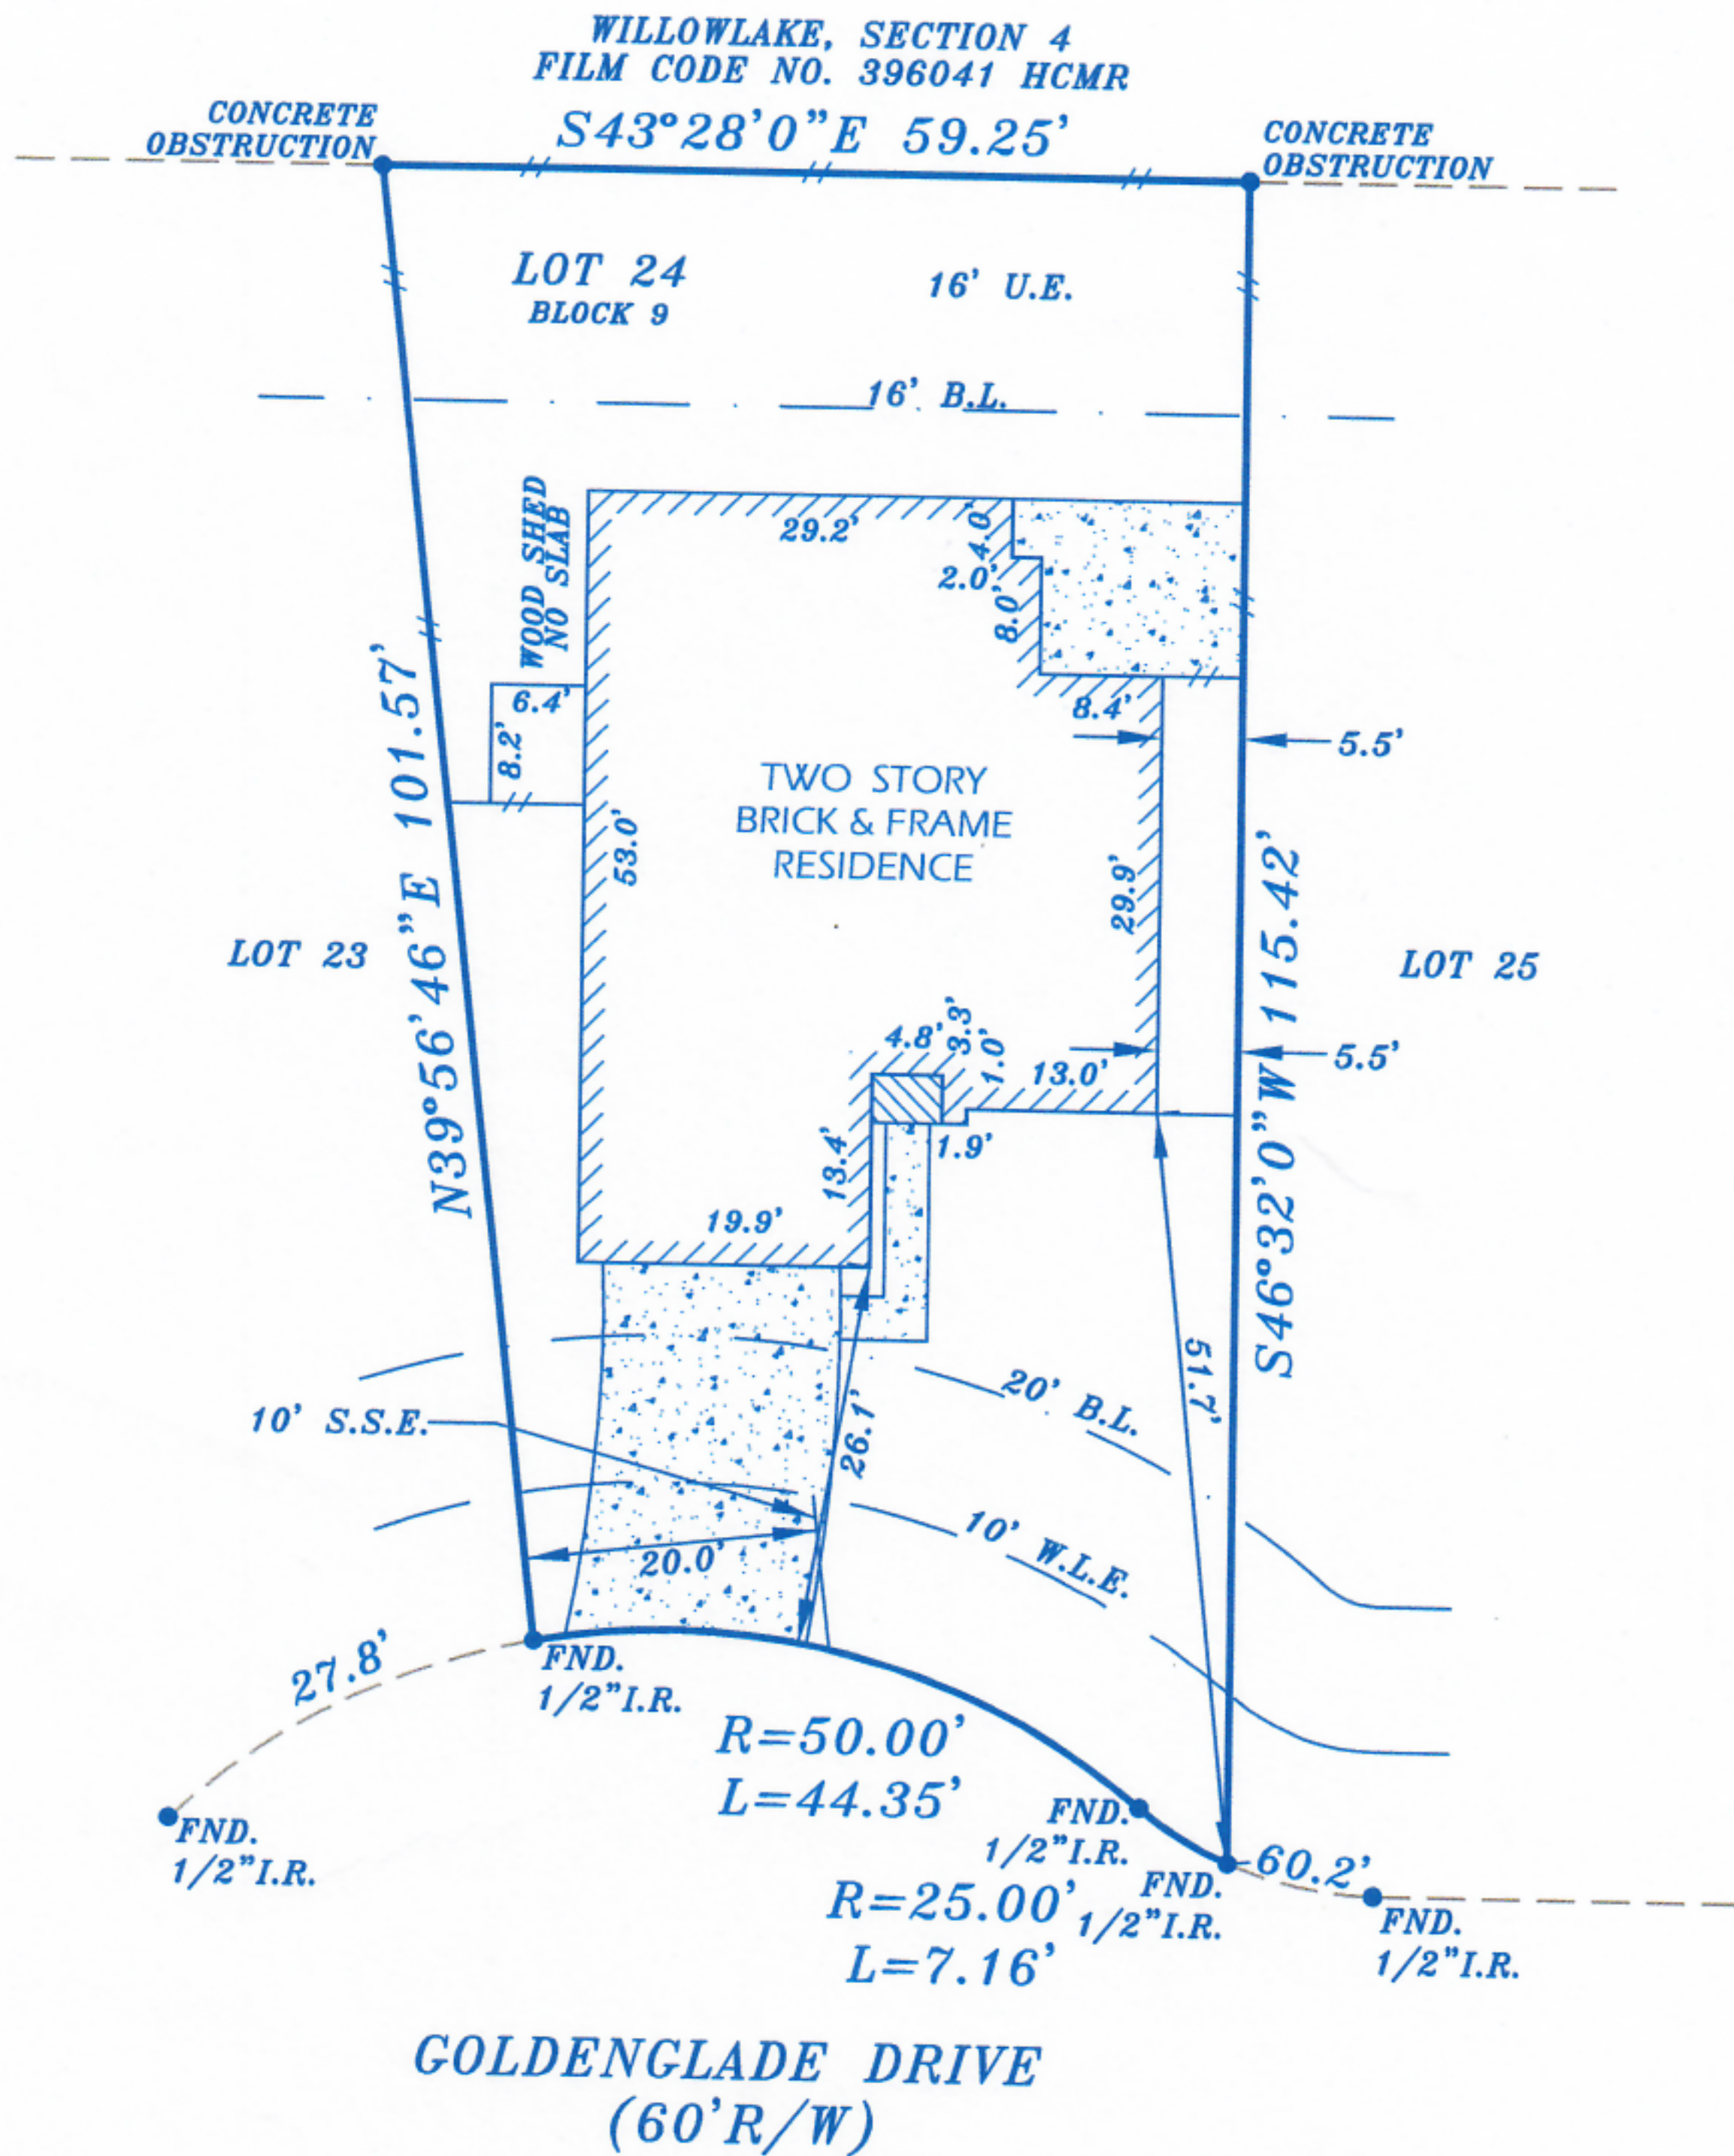 WILLOWLAKE, SECTION 4
FILM CODE NO. 396041 HCMR
CONCRETE
OBSTRUCTION
S43°28'0"E 59.25'
CONCRETE
OBSTRUCTION
LOT 24
BLOCK 9
16' U.E.
16' B.L.
WOOD SHED
NO SLAB
29.2'
4.0'
2.0'
8.0'
6.4'
8.2'
8.4'
5.5'
N39°56'46"E 101.57'
TWO STORY
BRICK & FRAME
RESIDENCE
53.0'
29.9'
S46°32'0"W 115.42'
LOT 23
LOT 25
4.8'
3.3'
1.0'
13.0'
5.5'
13.4'
1.9'
19.9'
51.7'
20' B.L.
10' S.S.E.
26.1'
10' W.L.E.
20.0'
27.8'
FND.
1/2"I.R.
R=50.00'
L=44.35'
FND.
1/2"I.R.
FND.
1/2"I.R.
60.2'
FND.
1/2"I.R.
R=25.00'
L=7.16'
FND.
1/2"I.R.
GOLDENGLADE DRIVE
(60'R/W)